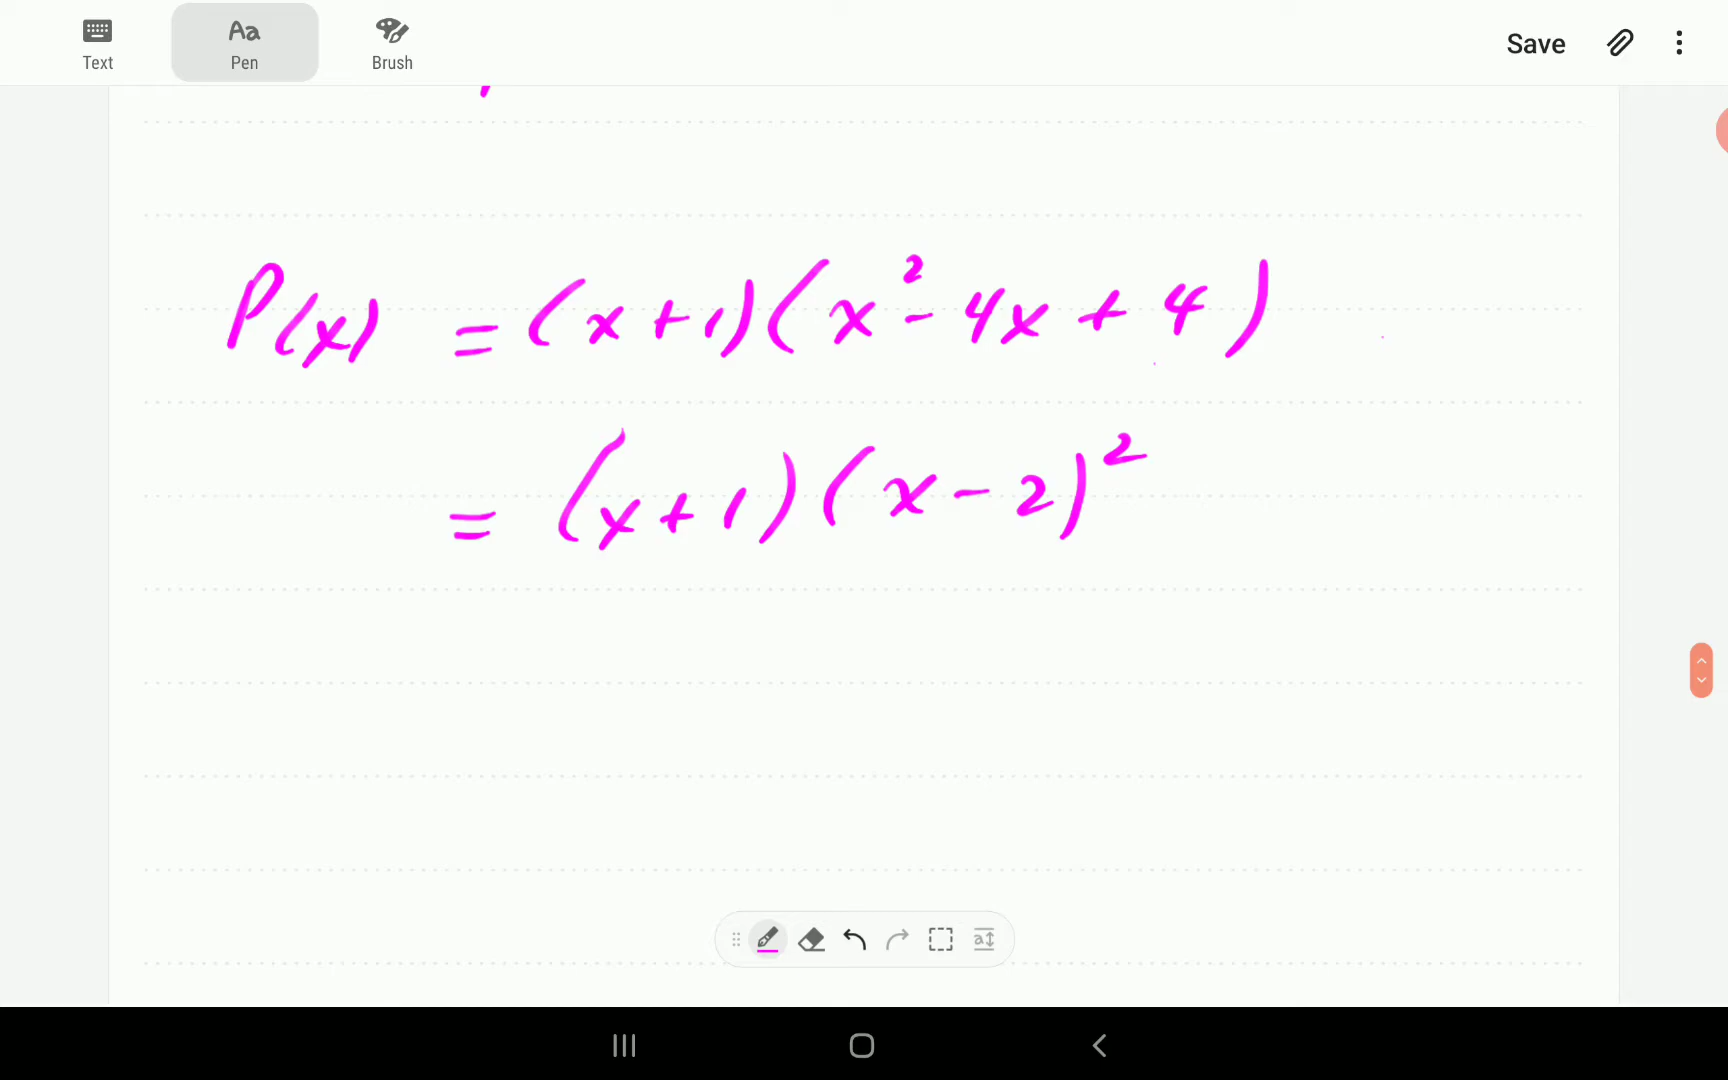 Text Pen Brush Save
P(x) = (x+1)(x² - 4x + 4)
= (x+1)(x-2)²